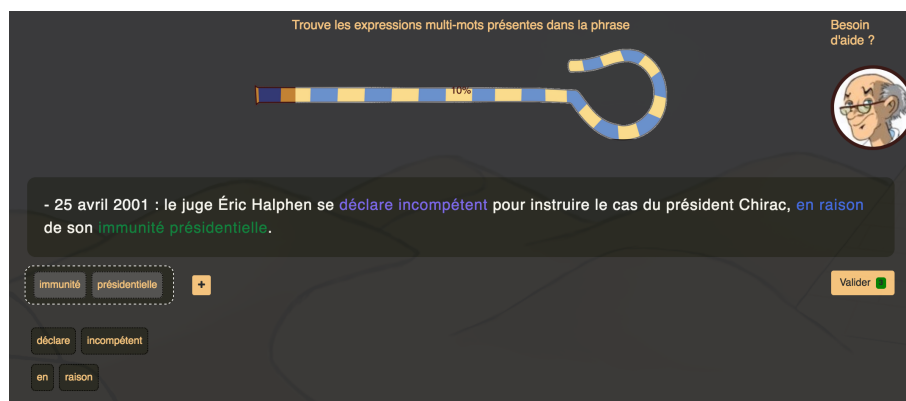 Trouve les expressions multi-mots présentes dans la phrase
Besoin
d'aide ?
10%
- 25 avril 2001 : le juge Éric Halphen se déclare incompétent pour instruire le cas du président Chirac, en raison
de son immunité présidentielle.
immunité présidentielle +
Valider 3
déclare incompétent
en raison